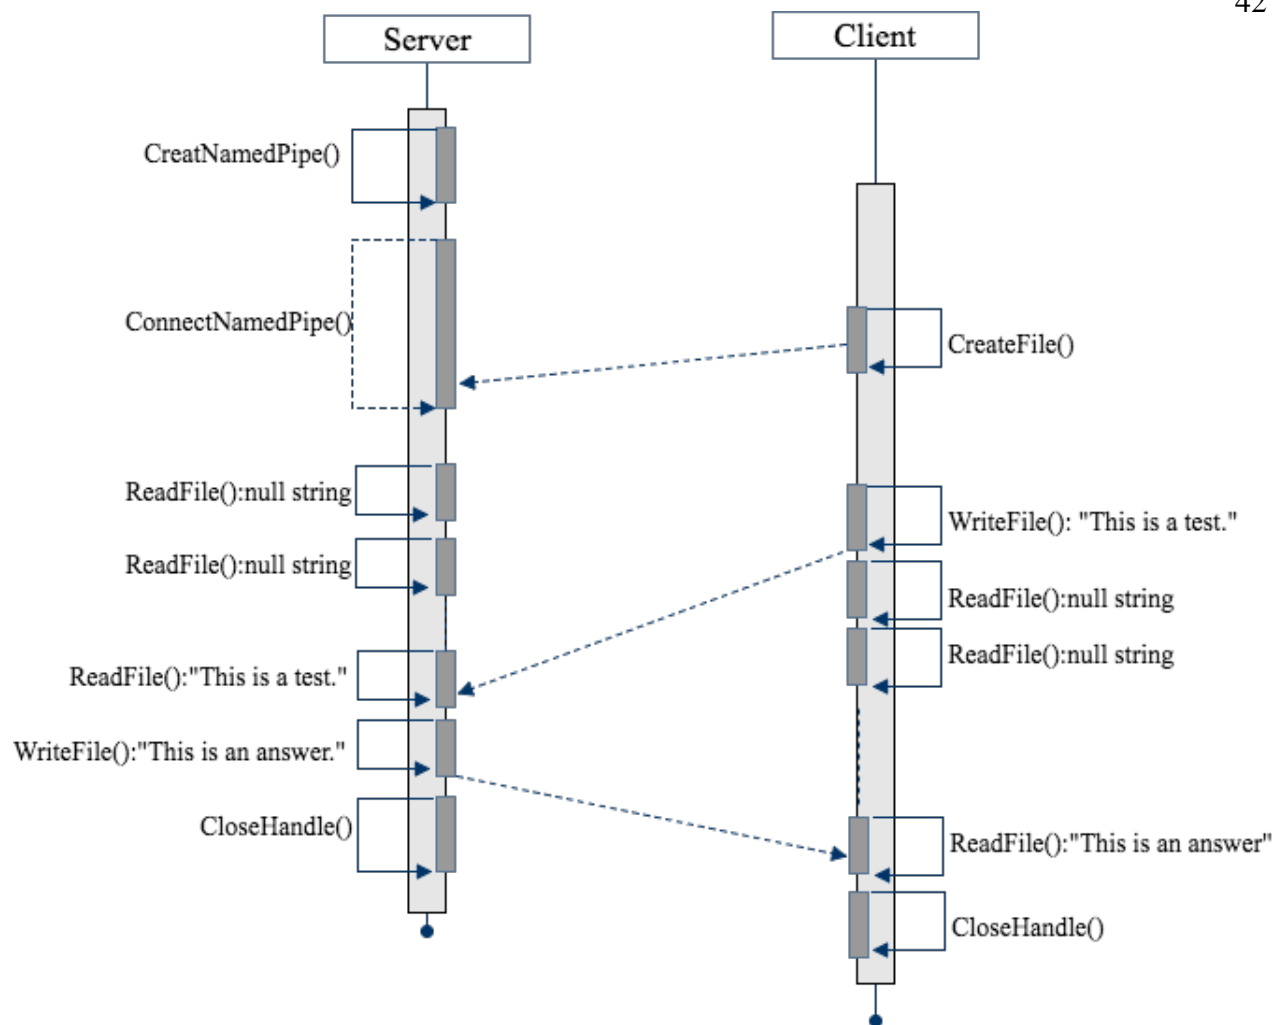 42
Server
Client
CreatNamedPipe()
ConnectNamedPipe()
CreateFile()
ReadFile():null string
WriteFile(): "This is a test."
ReadFile():null string
ReadFile():null string
ReadFile():null string
ReadFile():"This is a test."
WriteFile():"This is an answer."
CloseHandle()
ReadFile():"This is an answer"
CloseHandle()